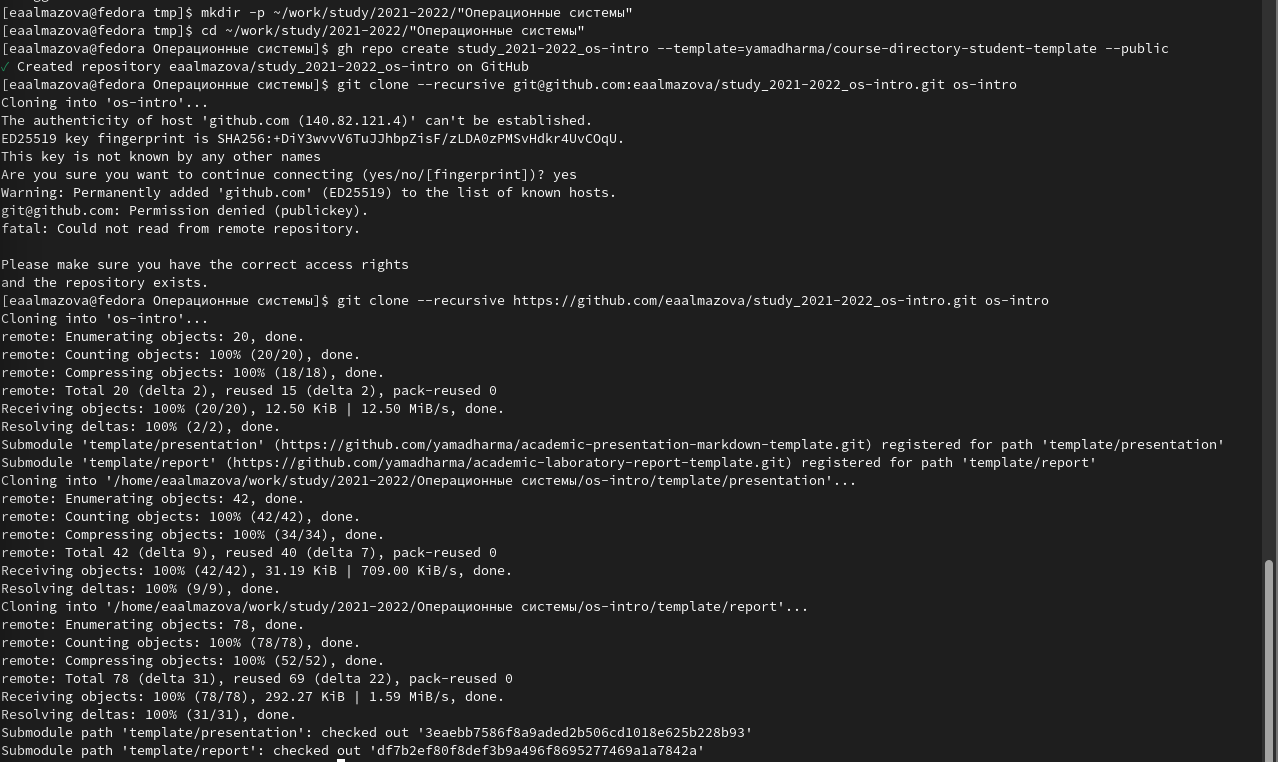 [eaalmazova@fedora tmp]$ mkdir -p ~/work/study/2021-2022/"Операционные системы"
[eaalmazova@fedora tmp]$ cd ~/work/study/2021-2022/"Операционные системы"
[eaalmazova@fedora Операционные системы]$ gh repo create study_2021-2022_os-intro --template=yamadharma/course-directory-student-template --public
✓ Created repository eaalmazova/study_2021-2022_os-intro on GitHub
[eaalmazova@fedora Операционные системы]$ git clone --recursive git@github.com:eaalmazova/study_2021-2022_os-intro.git os-intro
Cloning into 'os-intro'...
The authenticity of host 'github.com (140.82.121.4)' can't be established.
ED25519 key fingerprint is SHA256:+DiY3wvvV6TuJJhbpZisF/zLDA0zPMSvHdkr4UvCOqU.
This key is not known by any other names
Are you sure you want to continue connecting (yes/no/[fingerprint])? yes
Warning: Permanently added 'github.com' (ED25519) to the list of known hosts.
git@github.com: Permission denied (publickey).
fatal: Could not read from remote repository.

Please make sure you have the correct access rights
and the repository exists.
[eaalmazova@fedora Операционные системы]$ git clone --recursive https://github.com/eaalmazova/study_2021-2022_os-intro.git os-intro
Cloning into 'os-intro'...
remote: Enumerating objects: 20, done.
remote: Counting objects: 100% (20/20), done.
remote: Compressing objects: 100% (18/18), done.
remote: Total 20 (delta 2), reused 15 (delta 2), pack-reused 0
Receiving objects: 100% (20/20), 12.50 KiB | 12.50 MiB/s, done.
Resolving deltas: 100% (2/2), done.
Submodule 'template/presentation' (https://github.com/yamadharma/academic-presentation-markdown-template.git) registered for path 'template/presentation'
Submodule 'template/report' (https://github.com/yamadharma/academic-laboratory-report-template.git) registered for path 'template/report'
Cloning into '/home/eaalmazova/work/study/2021-2022/Операционные системы/os-intro/template/presentation'...
remote: Enumerating objects: 42, done.
remote: Counting objects: 100% (42/42), done.
remote: Compressing objects: 100% (34/34), done.
remote: Total 42 (delta 9), reused 40 (delta 7), pack-reused 0
Receiving objects: 100% (42/42), 31.19 KiB | 709.00 KiB/s, done.
Resolving deltas: 100% (9/9), done.
Cloning into '/home/eaalmazova/work/study/2021-2022/Операционные системы/os-intro/template/report'...
remote: Enumerating objects: 78, done.
remote: Counting objects: 100% (78/78), done.
remote: Compressing objects: 100% (52/52), done.
remote: Total 78 (delta 31), reused 69 (delta 22), pack-reused 0
Receiving objects: 100% (78/78), 292.27 KiB | 1.59 MiB/s, done.
Resolving deltas: 100% (31/31), done.
Submodule path 'template/presentation': checked out '3eaebb7586f8a9aded2b506cd1018e625b228b93'
Submodule path 'template/report': checked out 'df7b2ef80f8def3b9a496f8695277469a1a7842a'